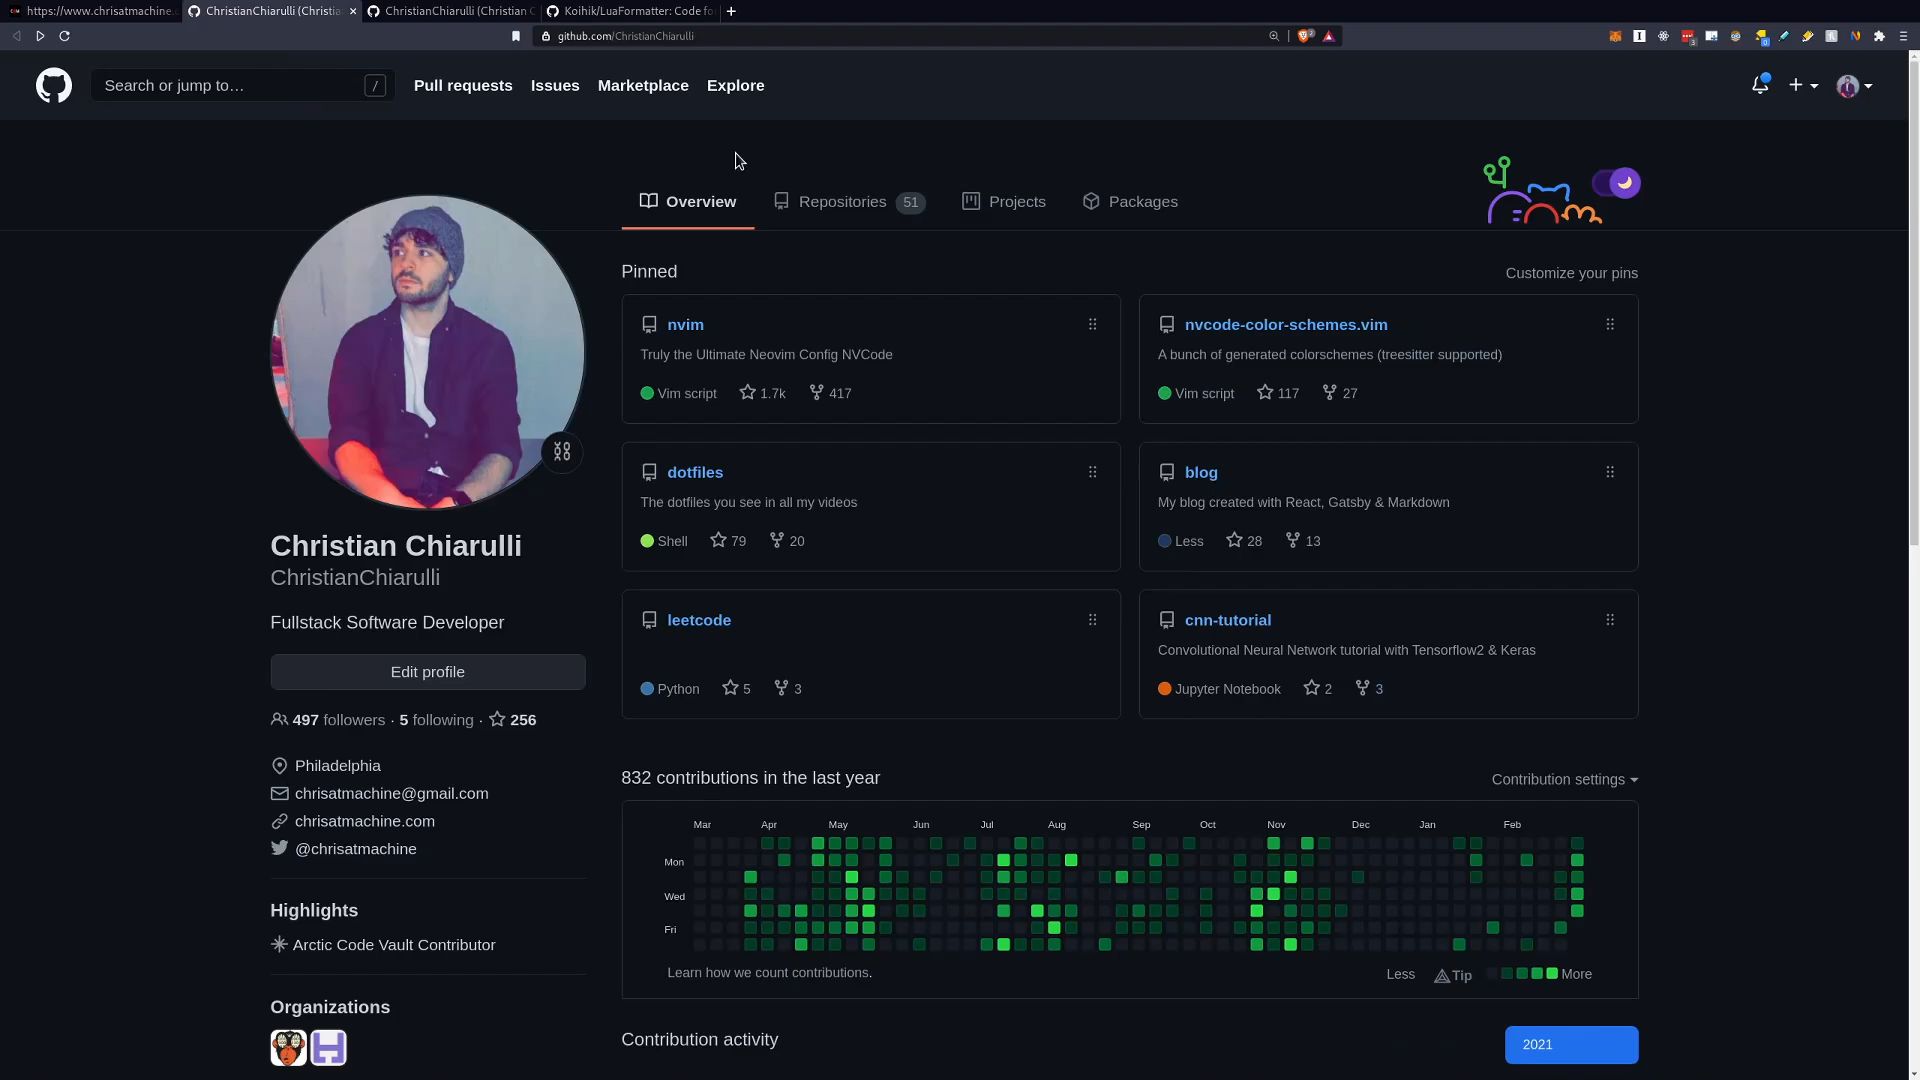 https://www.chrisatmachine.
ChristianChiarulli (Christia
ChristianChiarulli (Christian C
Koihik/LuaFormatter: Code fo
github.com/ChristianChiarulli
Search or jump to…
/
Pull requests
Issues
Marketplace
Explore
Overview
Repositories 51
Projects
Packages
Pinned
Customize your pins
nvim
Truly the Ultimate Neovim Config NVCode
Vim script 1.7k 417
nvcode-color-schemes.vim
A bunch of generated colorschemes (treesitter supported)
Vim script 117 27
dotfiles
The dotfiles you see in all my videos
Shell 79 20
blog
My blog created with React, Gatsby & Markdown
Less 28 13
leetcode
Python 5 3
cnn-tutorial
Convolutional Neural Network tutorial with Tensorflow2 & Keras
Jupyter Notebook 2 3
Christian Chiarulli
ChristianChiarulli
Fullstack Software Developer
Edit profile
497 followers · 5 following · 256
Philadelphia
chrisatmachine@gmail.com
chrisatmachine.com
@chrisatmachine
Highlights
Arctic Code Vault Contributor
Organizations
832 contributions in the last year
Contribution settings
Mar Apr May Jun Jul Aug Sep Oct Nov Dec Jan Feb
Mon
Wed
Fri
Learn how we count contributions.
Less Tip More
Contribution activity
2021